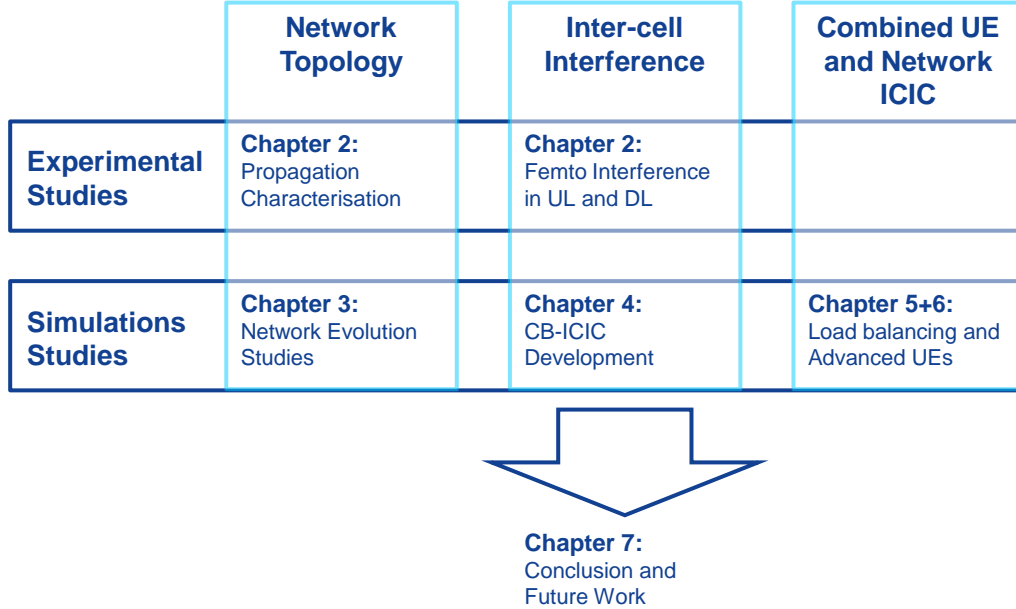 Network
Topology
Inter-cell
Interference
Combined UE
and Network
ICIC
Experimental
Studies
Chapter 2:
Propagation
Characterisation
Chapter 2:
Femto Interference
in UL and DL
Simulations
Studies
Chapter 3:
Network Evolution
Studies
Chapter 4:
CB-ICIC
Development
Chapter 5+6:
Load balancing and
Advanced UEs
Chapter 7:
Conclusion and
Future Work